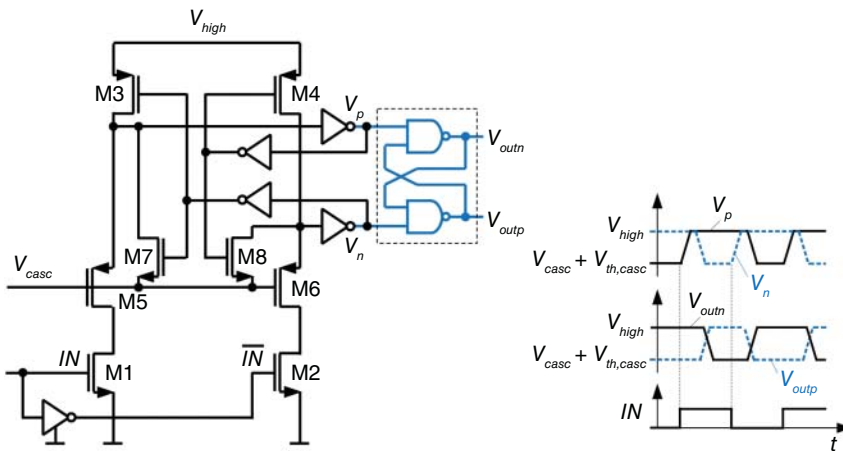 V_high
M3
M4
V_p
V_outn
V_n
V_outp
M7
M8
V_casc
M5
M6
IN
M1
\overline{IN}
M2
V_high
V_p
V_casc + V_th,casc
V_n
V_high
V_outn
V_casc + V_th,casc
V_outp
IN
t